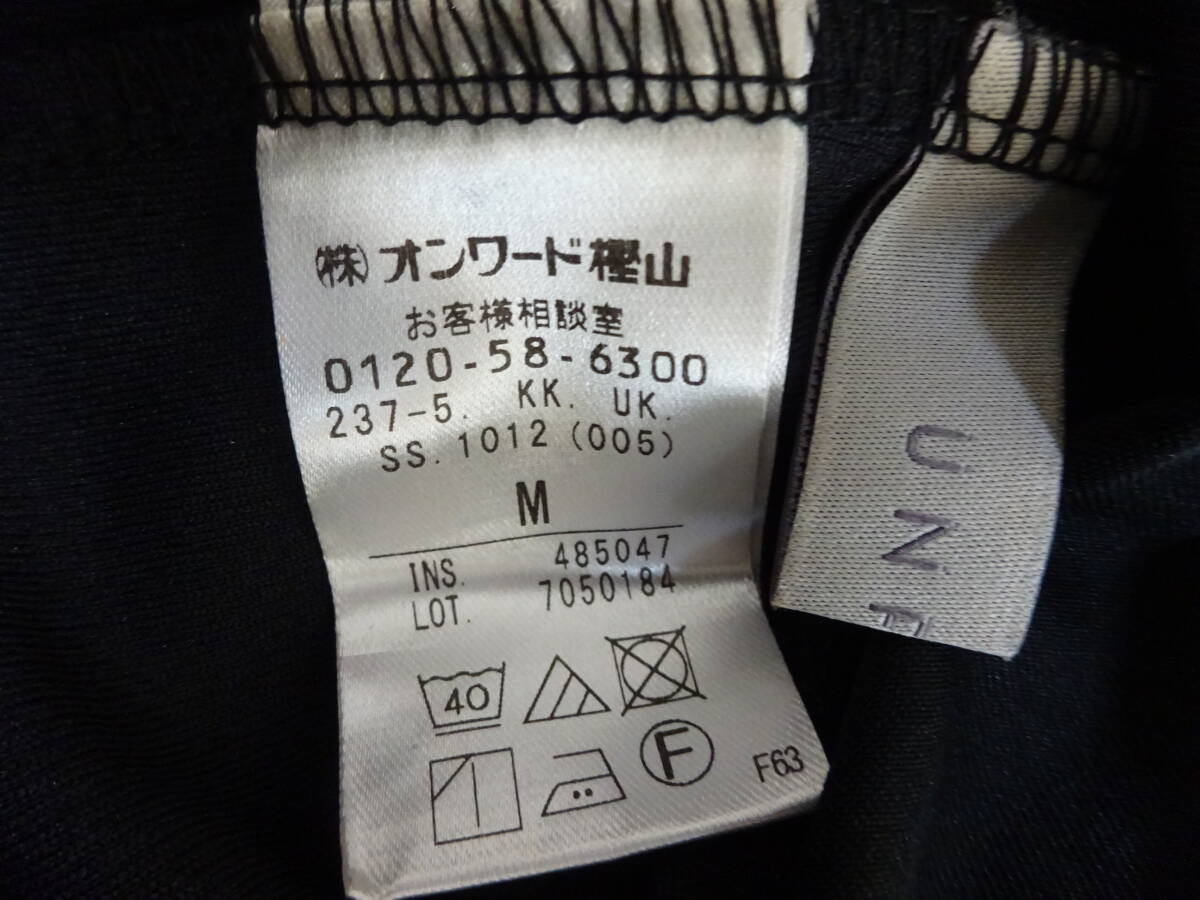 (株)オンワード樫山
お客様相談室
0120-58-6300
237-5. KK. UK.
SS. 1012 (005)
M
INS. 485047
LOT. 7050184
40
F
F63
UNF